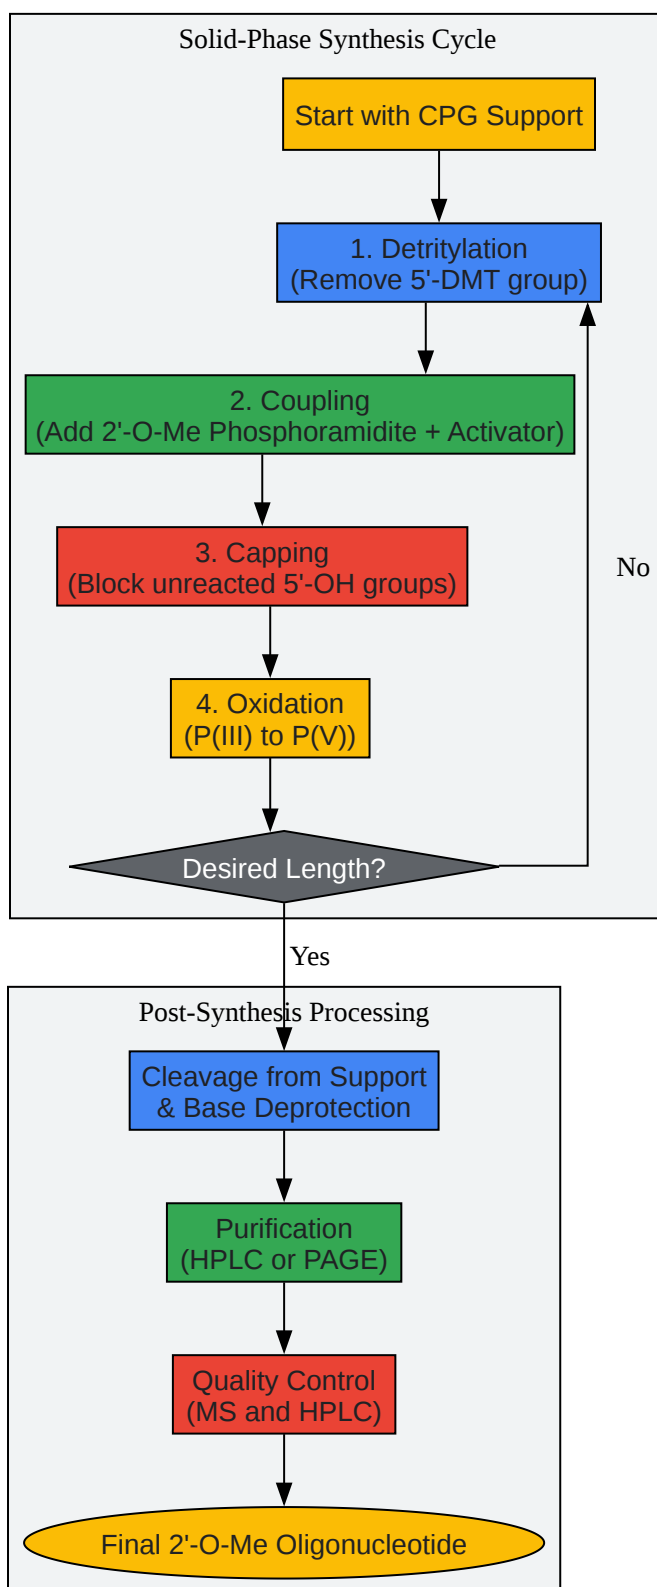 Solid-Phase Synthesis Cycle
Start with CPG Support
1. Detritylation
(Remove 5'-DMT group)
2. Coupling
(Add 2'-O-Me Phosphoramidite + Activator)
3. Capping
(Block unreacted 5'-OH groups)
No
4. Oxidation
(P(III) to P(V))
Desired Length?
Yes
Post-Synthesis Processing
Cleavage from Support
& Base Deprotection
Purification
(HPLC or PAGE)
Quality Control
(MS and HPLC)
Final 2'-O-Me Oligonucleotide